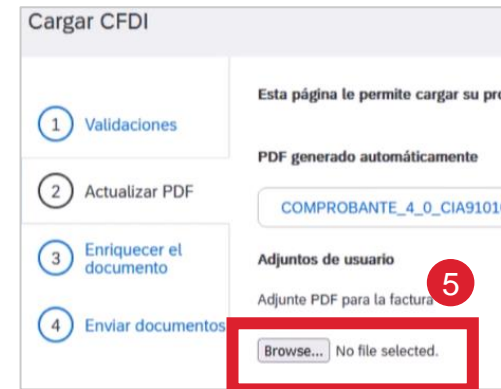 Cargar CFDI
Esta página le permite cargar su
1 Validaciones
PDF generado automáticamente
2 Actualizar PDF
COMPROBANTE_4_0_CIA9101
3 Enriquecer el
documento
Adjuntos de usuario
5
Adjunte PDF para la factura
4 Enviar documentos
Browse... No file selected.